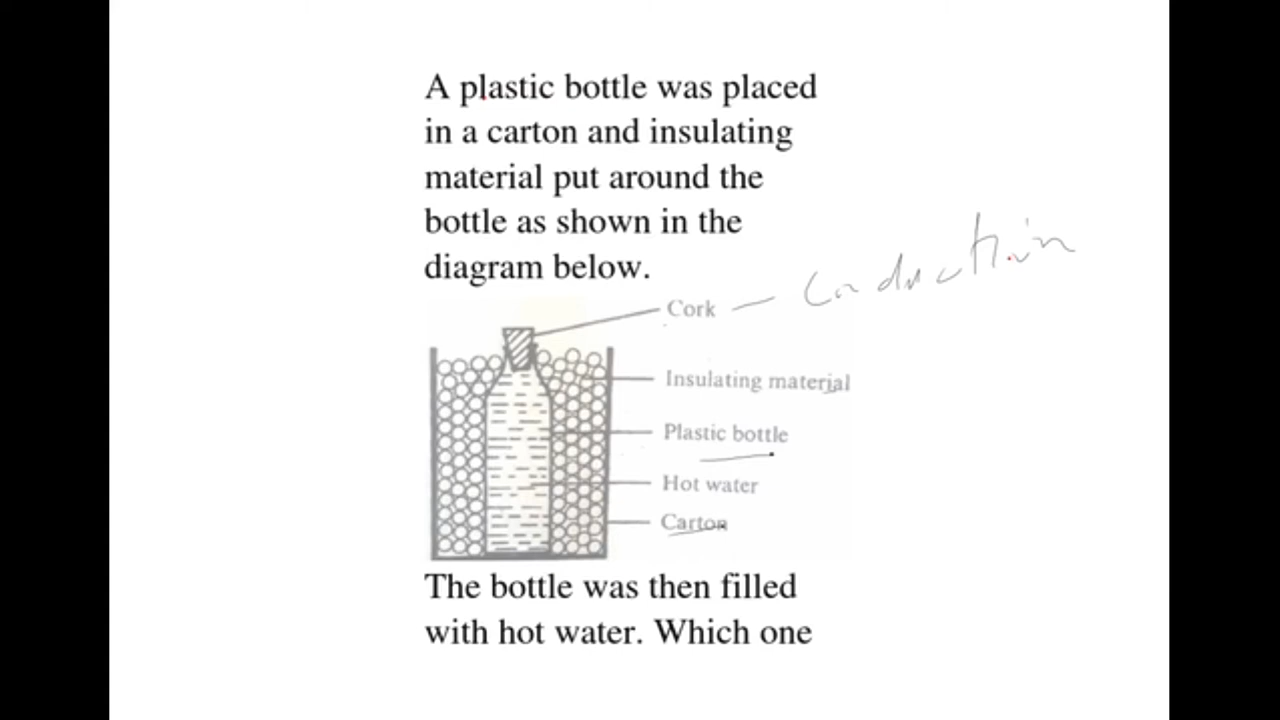 A plastic bottle was placed
in a carton and insulating
material put around the
bottle as shown in the
diagram below.
Cork — conduction
Insulating material
Plastic bottle
Hot water
Carton
The bottle was then filled
with hot water. Which one